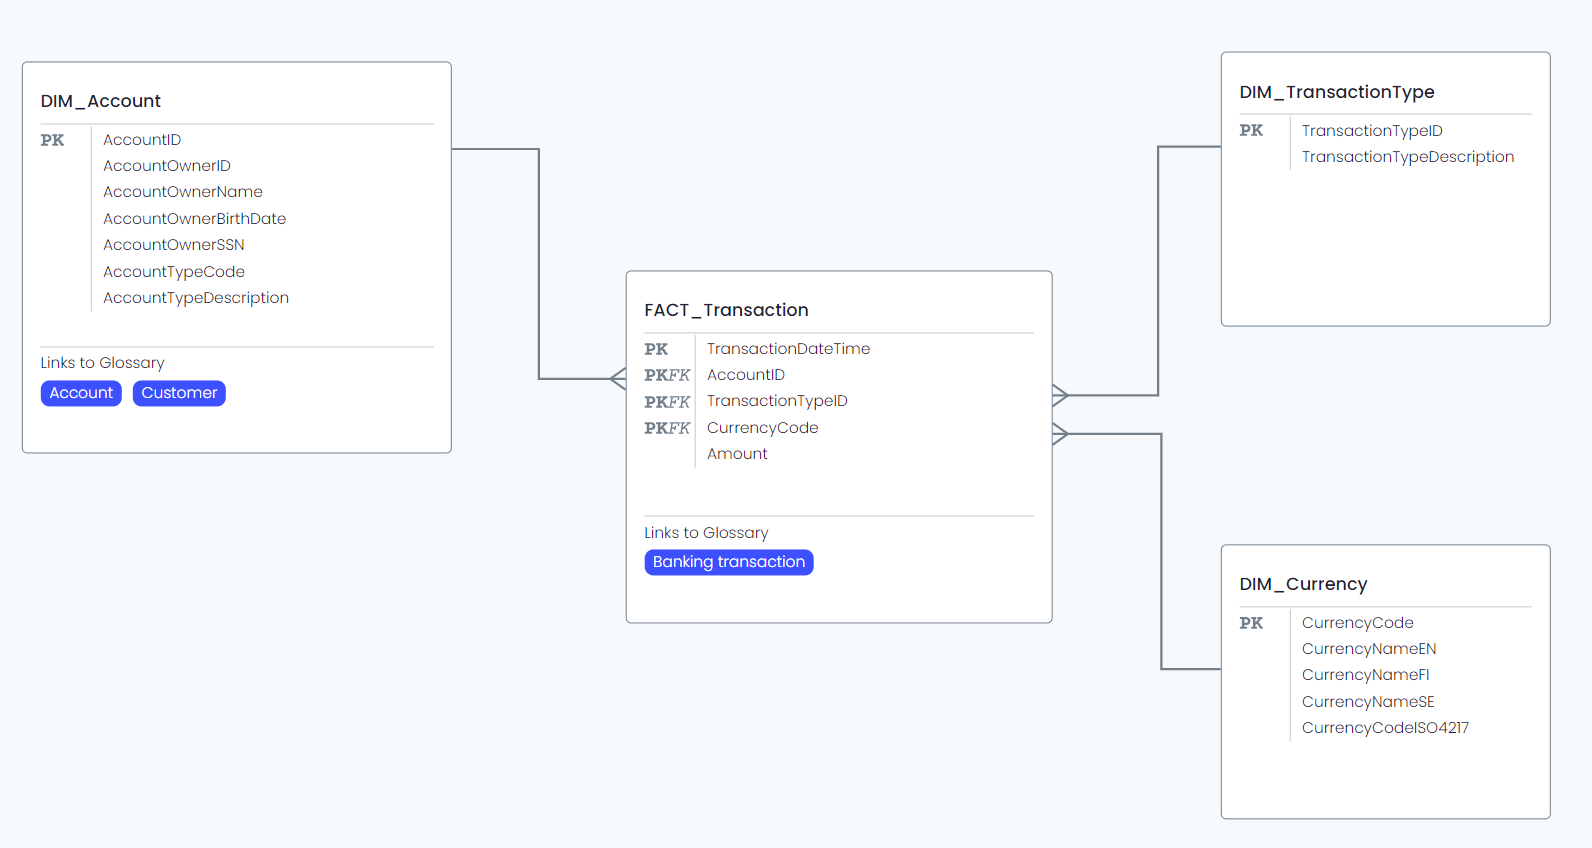 DIM_Account
PK AccountID
AccountOwnerID
AccountOwnerName
AccountOwnerBirthDate
AccountOwnerSSN
AccountTypeCode
AccountTypeDescription
Links to Glossary
Account Customer
FACT_Transaction
PK TransactionDateTime
PKFK AccountID
PKFK TransactionTypeID
PKFK CurrencyCode
Amount
Links to Glossary
Banking transaction
DIM_TransactionType
PK TransactionTypeID
TransactionTypeDescription
DIM_Currency
PK CurrencyCode
CurrencyNameEN
CurrencyNameFI
CurrencyNameSE
CurrencyCodeISO4217